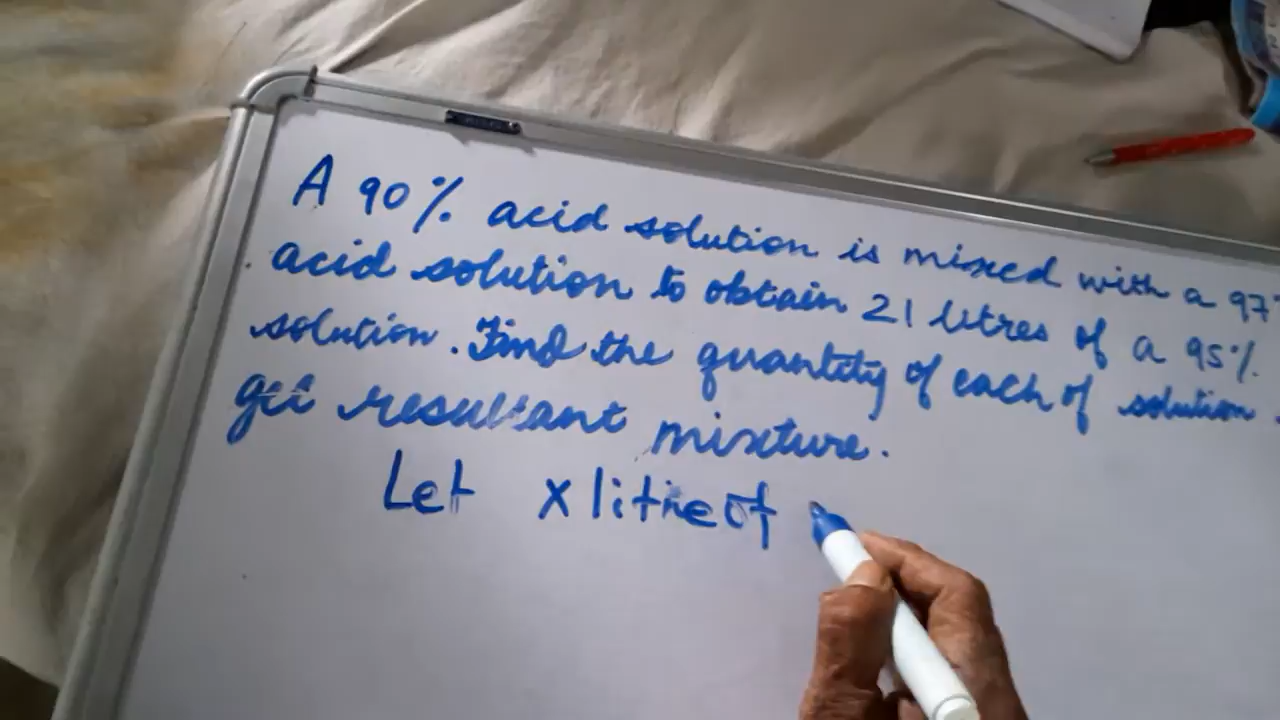 A 90% acid solution is mixed with a 97%
acid solution to obtain 21 litres of a 95%
solution. Find the quantity of each of solution
get resultant mixture.
Let x litre of